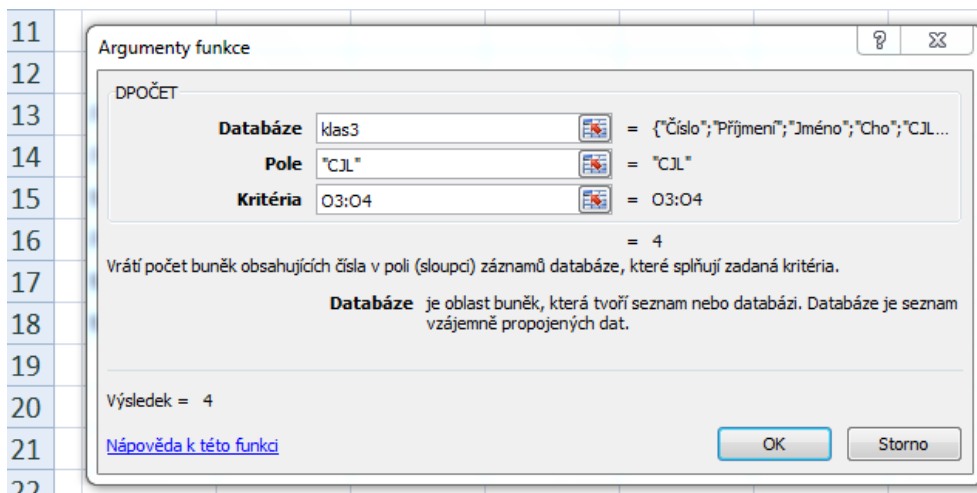 11
Argumenty funkce
12
DPOČET
13
Databáze klas3 = {"Číslo";"Příjmení";"Jméno";"Cho";"CJL...
14
Pole "CJL" = "CJL"
15
Kritéria O3:O4 = O3:O4
16
= 4
Vrátí počet buněk obsahujících čísla v poli (sloupci) záznamů databáze, které splňují zadaná kritéria.
17
Databáze je oblast buněk, která tvoří seznam nebo databázi. Databáze je seznam
18
vzájemně propojených dat.
19
20
Výsledek = 4
21
Nápověda k této funkci OK Storno
22